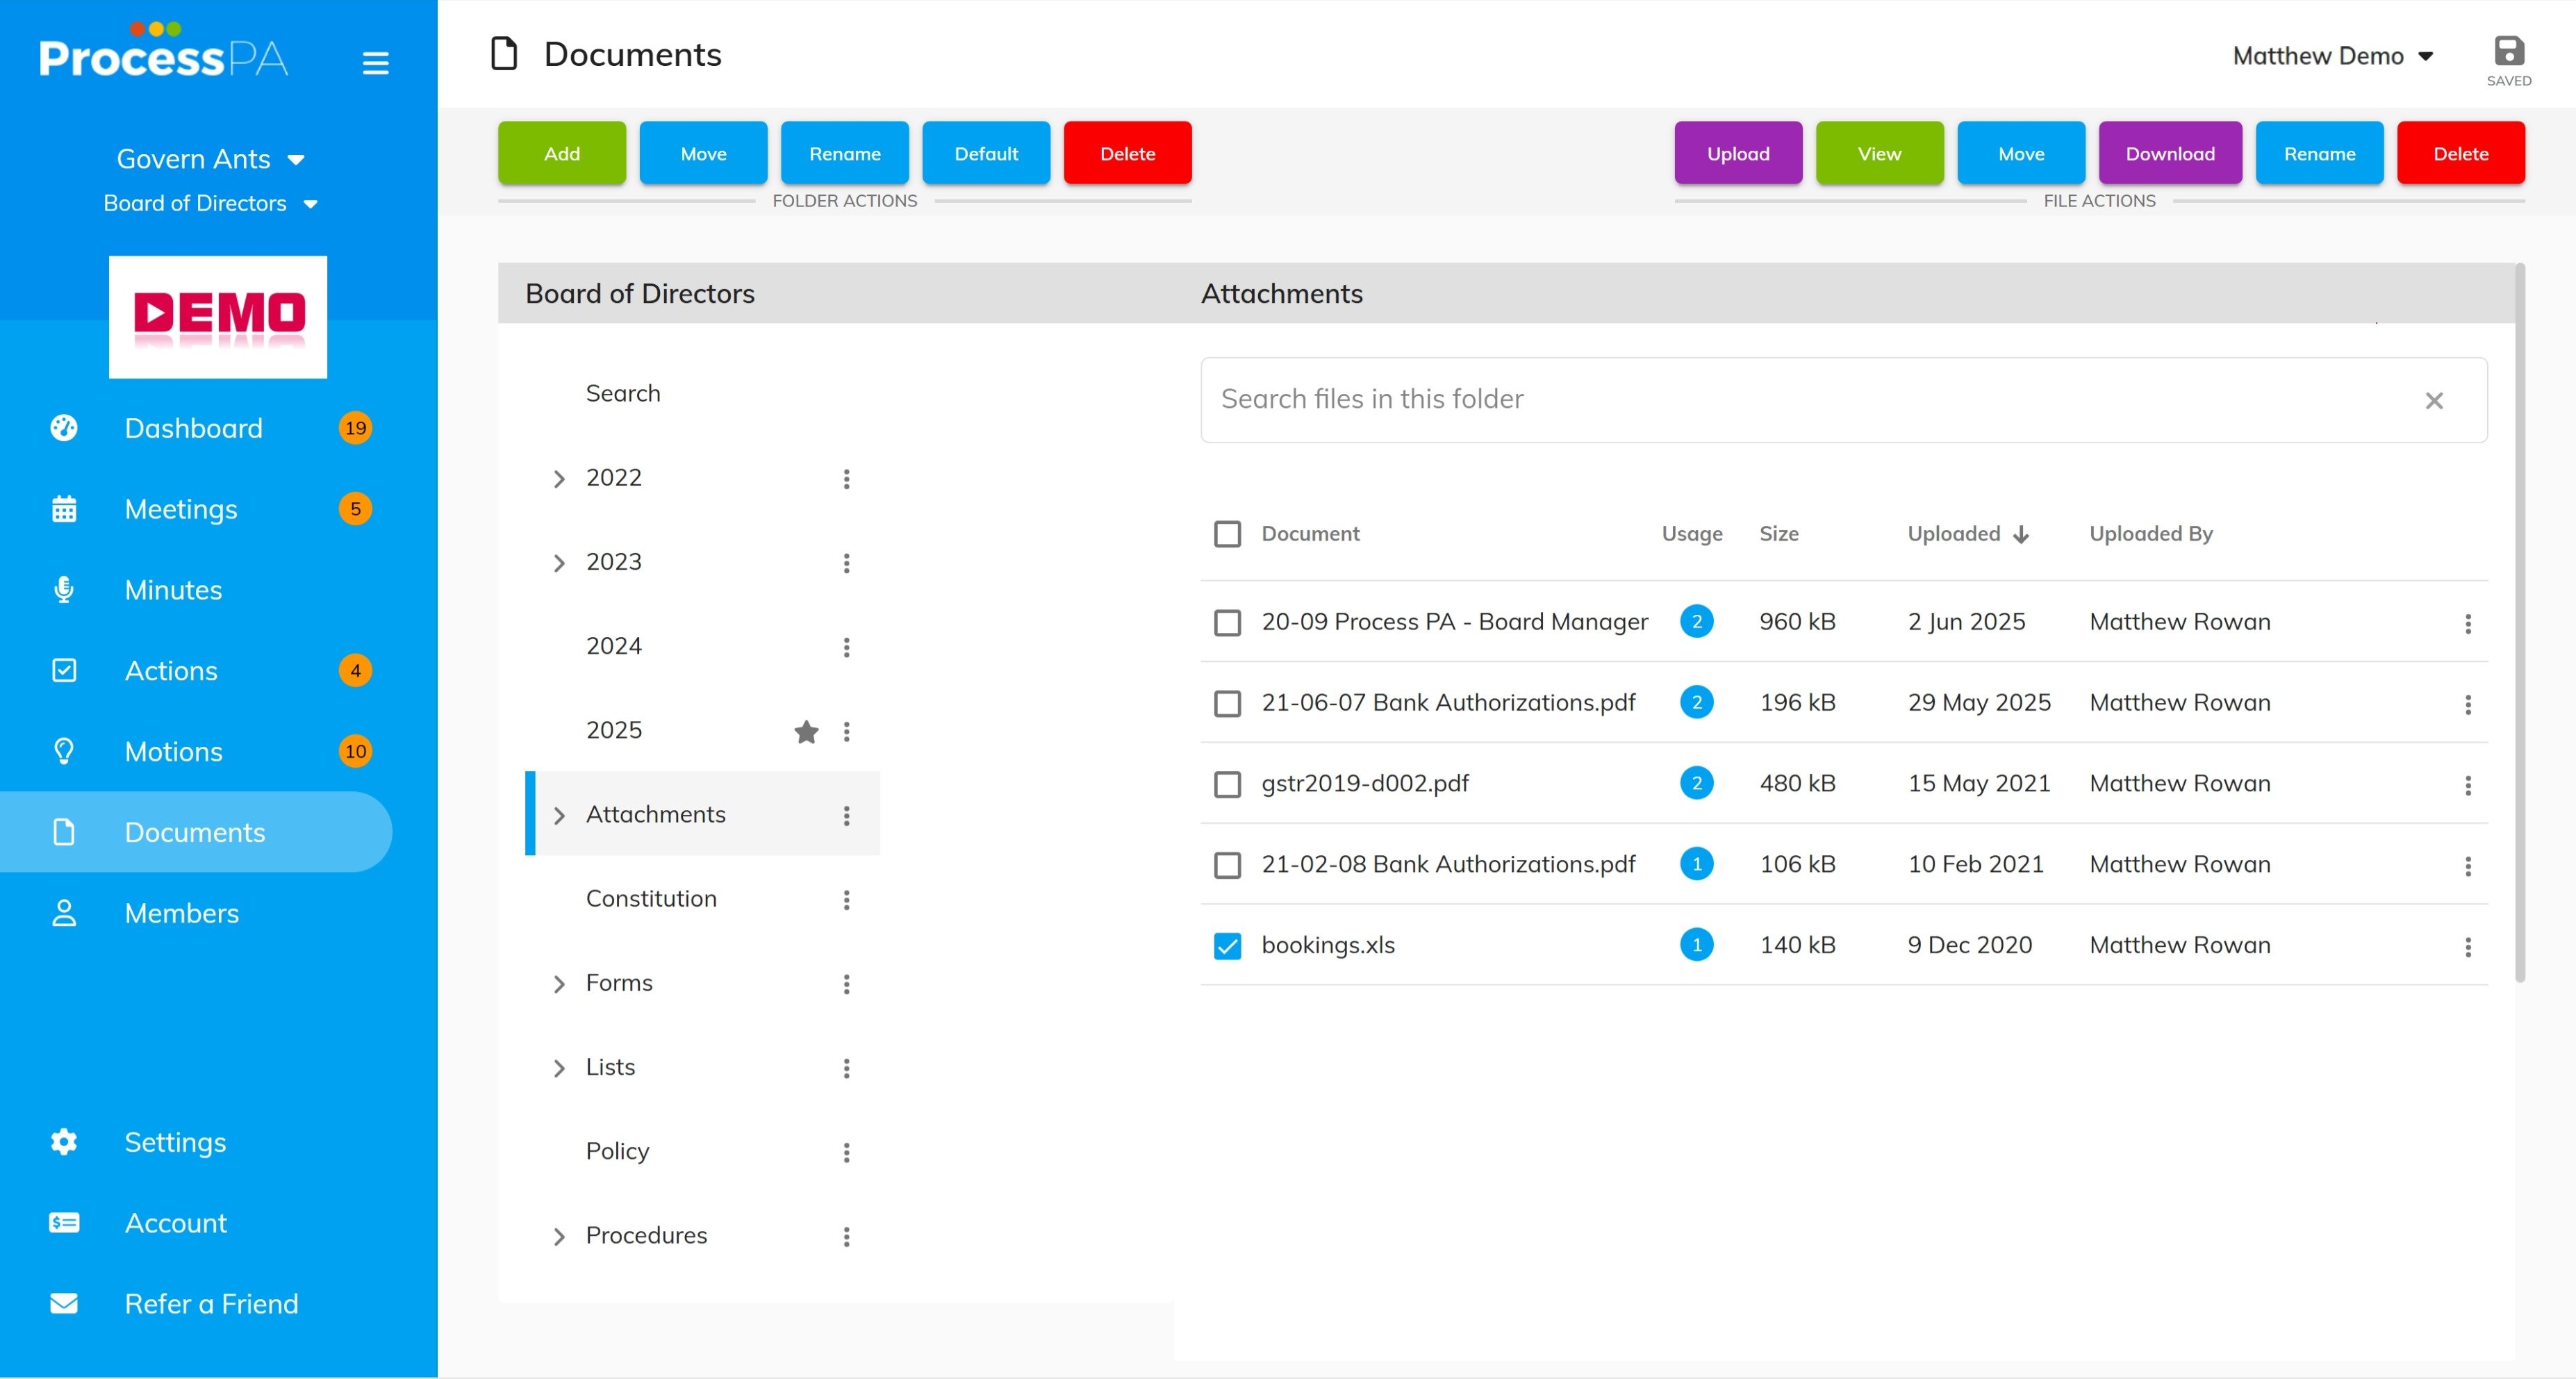 ProcessPA
Govern Ants
Board of Directors
DEMO
Dashboard 19
Meetings 5
Minutes
Actions 4
Motions 10
Documents
Members
Settings
Account
Refer a Friend
Documents
Matthew Demo
SAVED
Add Move Rename Default Delete
FOLDER ACTIONS
Upload View Move Download Rename Delete
FILE ACTIONS
Board of Directors
Search
2022
2023
2024
2025
Attachments
Constitution
Forms
Lists
Policy
Procedures
Attachments
Search files in this folder
Document Usage Size Uploaded Uploaded By
20-09 Process PA - Board Manager 2 960 kB 2 Jun 2025 Matthew Rowan
21-06-07 Bank Authorizations.pdf 2 196 kB 29 May 2025 Matthew Rowan
gstr2019-d002.pdf 2 480 kB 15 May 2021 Matthew Rowan
21-02-08 Bank Authorizations.pdf 1 106 kB 10 Feb 2021 Matthew Rowan
bookings.xls 1 140 kB 9 Dec 2020 Matthew Rowan